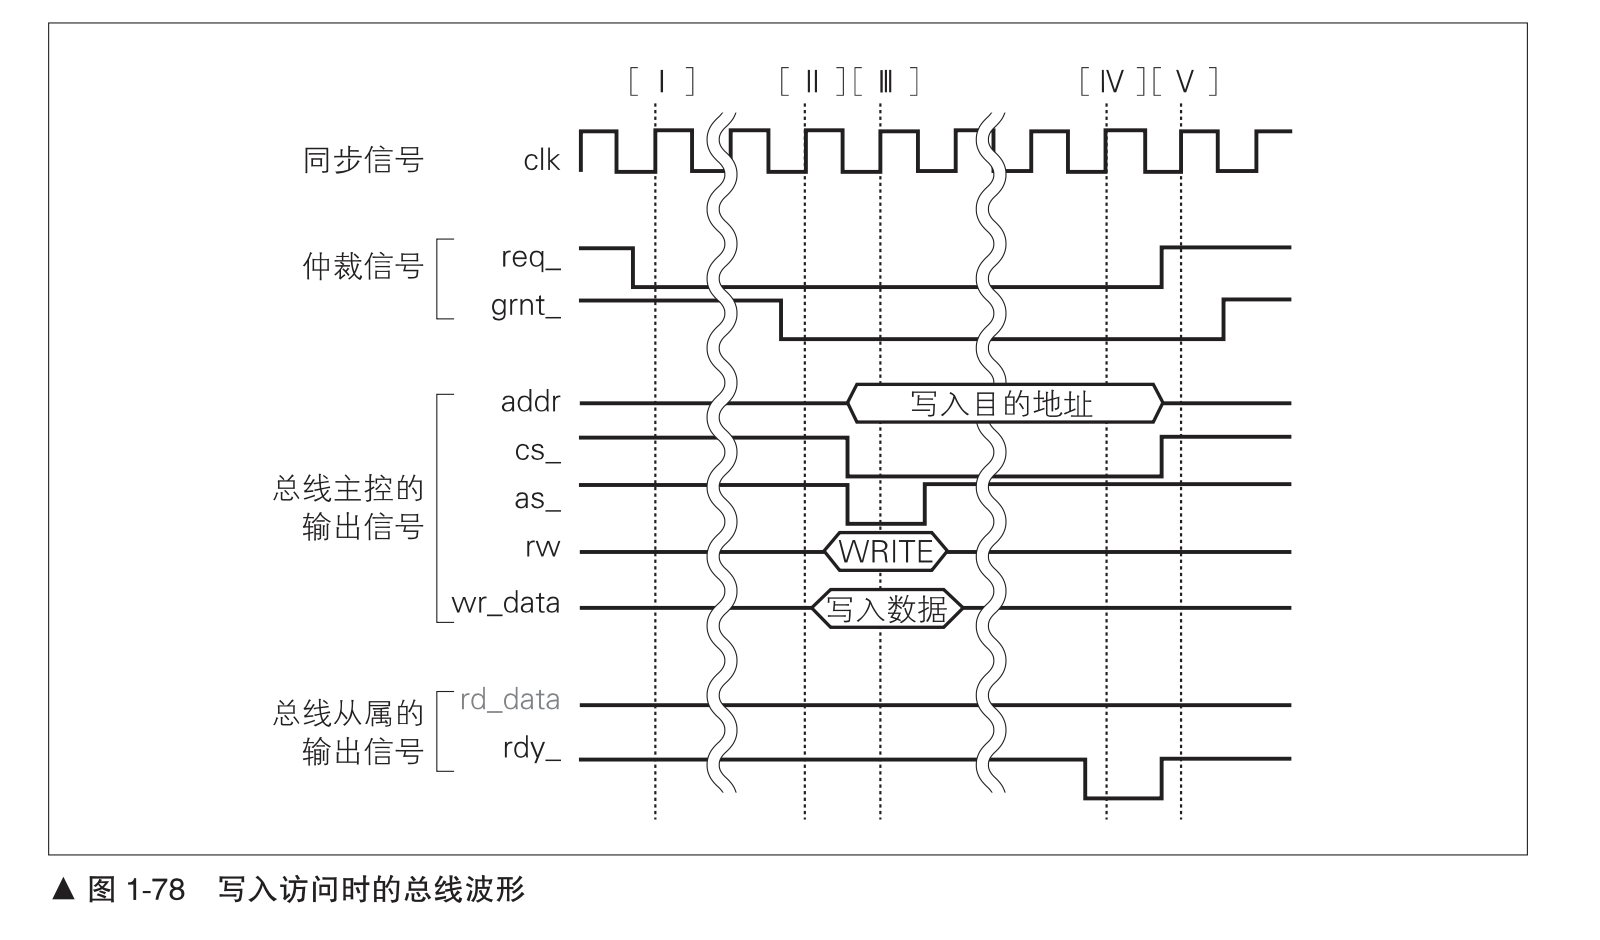 [ Ⅰ ] [ Ⅱ ] [ Ⅲ ] [ Ⅳ ] [ Ⅴ ]
同步信号 clk
仲裁信号 req_
grnt_
addr 写入目的地址
cs_
总线主控的
输出信号
as_
rw WRITE
wr_data 写入数据
rd_data
总线从属的
输出信号
rdy_
▲ 图 1-78 写入访问时的总线波形